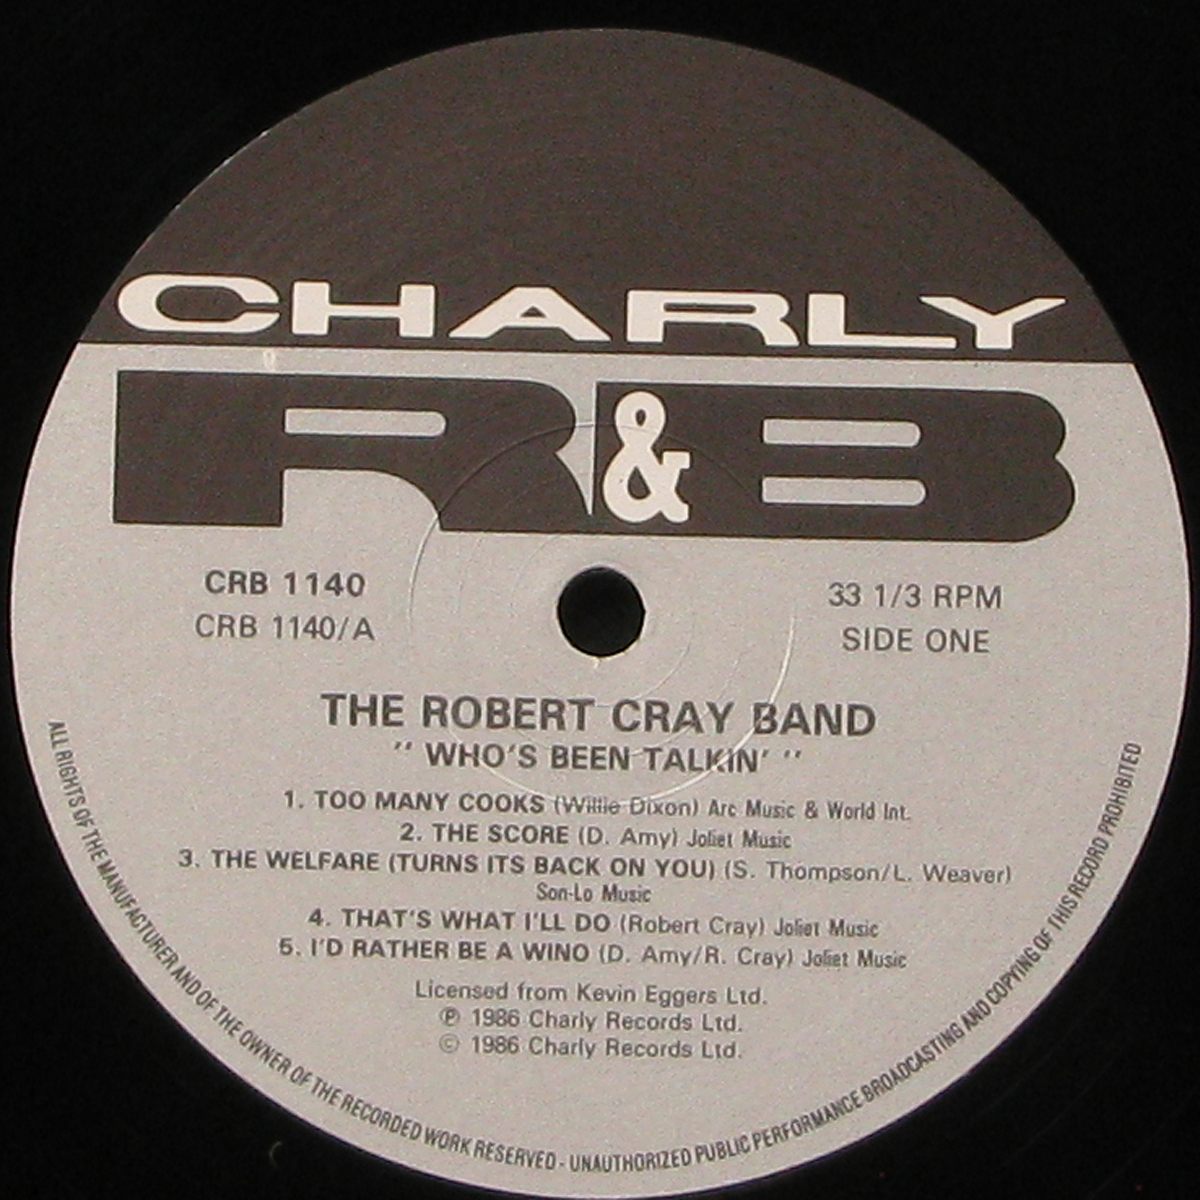 CHARLY
R&B
CRB 1140
CRB 1140/A
33 1/3 RPM
SIDE ONE
THE ROBERT CRAY BAND
" WHO'S BEEN TALKIN' "
1. TOO MANY COOKS (Willie Dixon) Arc Music & World Int.
2. THE SCORE (D. Amy) Joliet Music
3. THE WELFARE (TURNS ITS BACK ON YOU) (S. Thompson/L. Weaver)
Son-Lo Music
4. THAT'S WHAT I'LL DO (Robert Cray) Joliet Music
5. I'D RATHER BE A WINO (D. Amy/R. Cray) Joliet Music
Licensed from Kevin Eggers Ltd.
℗ 1986 Charly Records Ltd.
© 1986 Charly Records Ltd.
ALL RIGHTS OF THE MANUFACTURER AND OF THE OWNER OF THE RECORDED WORK RESERVED - UNAUTHORIZED PUBLIC PERFORMANCE BROADCASTING AND COPYING OF THIS RECORD PROHIBITED